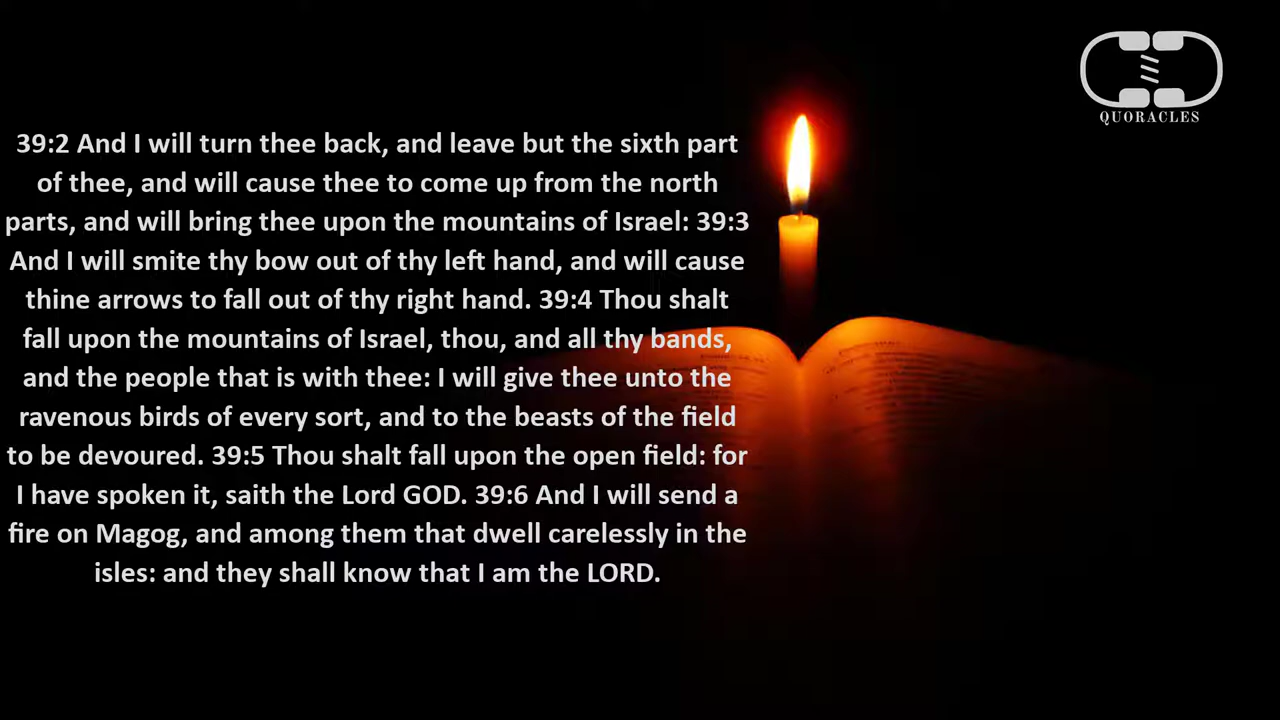 QUORACLES
39:2 And I will turn thee back, and leave but the sixth part
of thee, and will cause thee to come up from the north
parts, and will bring thee upon the mountains of Israel: 39:3
And I will smite thy bow out of thy left hand, and will cause
thine arrows to fall out of thy right hand. 39:4 Thou shalt
fall upon the mountains of Israel, thou, and all thy bands,
and the people that is with thee: I will give thee unto the
ravenous birds of every sort, and to the beasts of the field
to be devoured. 39:5 Thou shalt fall upon the open field: for
I have spoken it, saith the Lord GOD. 39:6 And I will send a
fire on Magog, and among them that dwell carelessly in the
isles: and they shall know that I am the LORD.